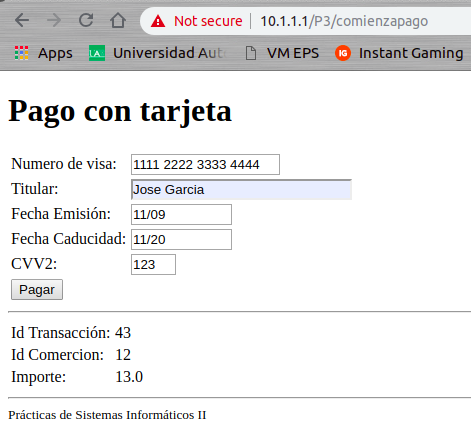 Not secure | 10.1.1.1/P3/comienzapago
Apps Universidad VM EPS IG Instant Gaming
Pago con tarjeta
Numero de visa: 1111 2222 3333 4444
Titular: Jose Garcia
Fecha Emisión: 11/09
Fecha Caducidad: 11/20
CVV2: 123
Pagar
Id Transacción: 43
Id Comercion: 12
Importe: 13.0
Prácticas de Sistemas Informáticos II